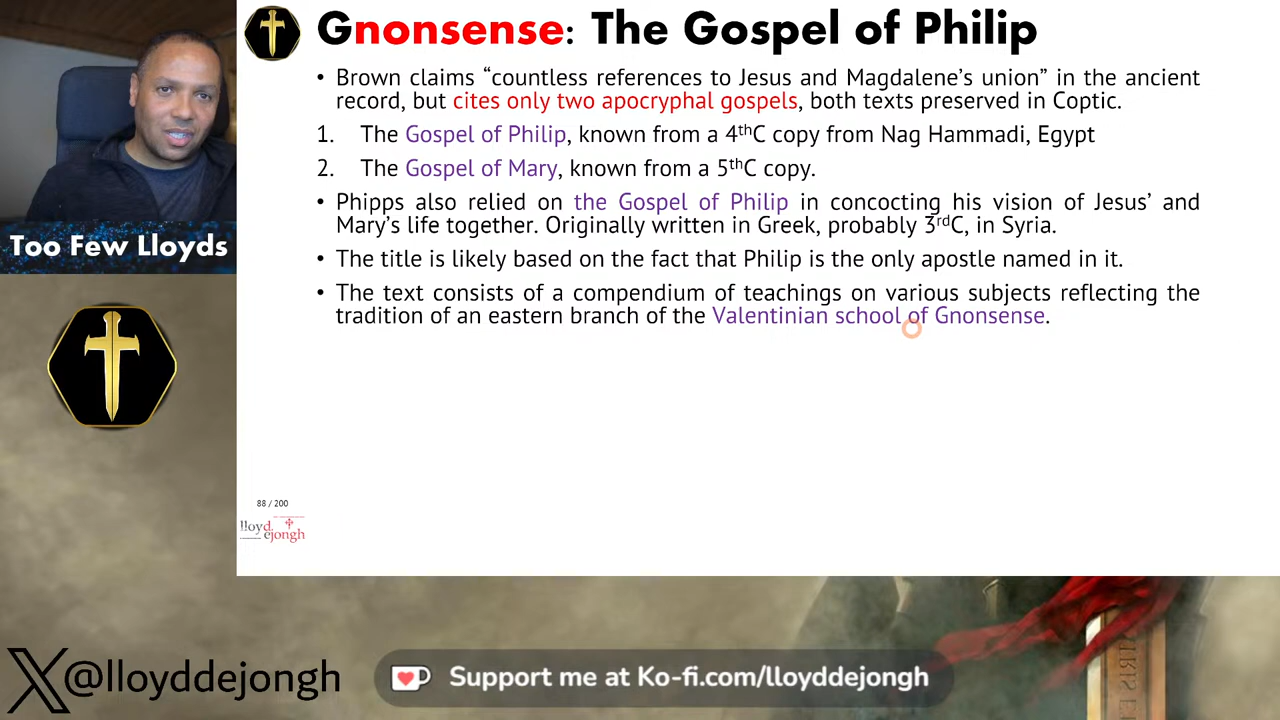 Gnonsense: The Gospel of Philip
• Brown claims “countless references to Jesus and Magdalene’s union” in the ancient
record, but cites only two apocryphal gospels, both texts preserved in Coptic.
1. The Gospel of Philip, known from a 4thC copy from Nag Hammadi, Egypt
2. The Gospel of Mary, known from a 5thC copy.
• Phipps also relied on the Gospel of Philip in concocting his vision of Jesus’ and
Mary’s life together. Originally written in Greek, probably 3rdC, in Syria.
• The title is likely based on the fact that Philip is the only apostle named in it.
• The text consists of a compendium of teachings on various subjects reflecting the
tradition of an eastern branch of the Valentinian school of Gnonsense.
Too Few Lloyds
88 / 200
lloyd
ejongh
X@lloyddejongh
Support me at Ko-fi.com/lloyddejongh